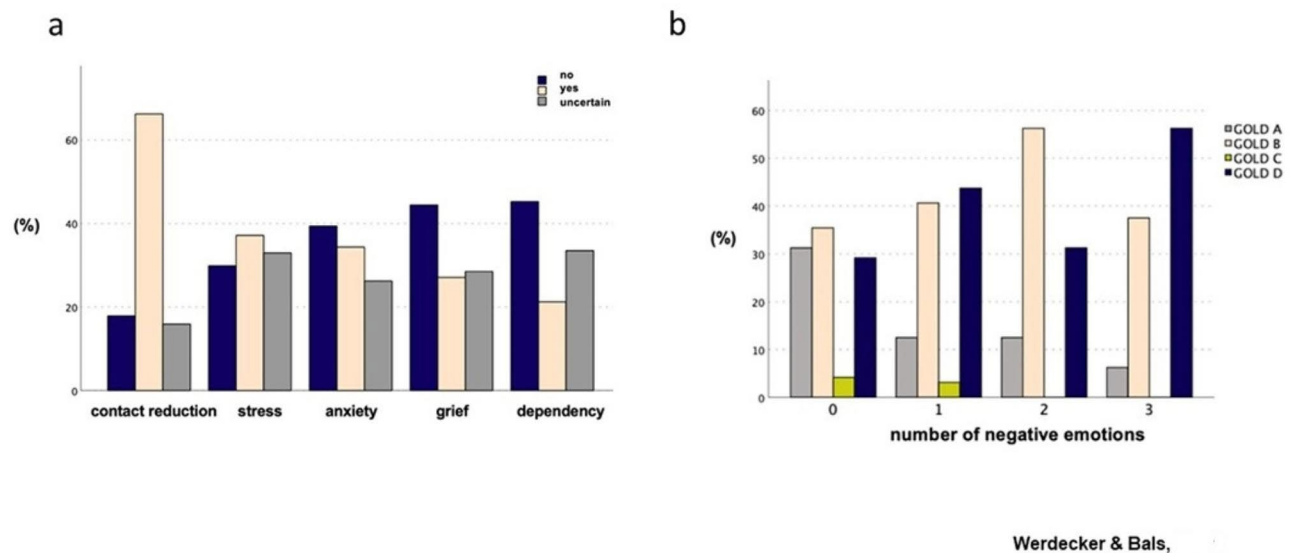 a
no
yes
uncertain
60
40
(%)
20
0
contact reduction stress anxiety grief dependency
b
60
GOLD A
50
GOLD B
GOLD C
40
GOLD D
(%)
30
20
10
0
0 1 2 3
number of negative emotions
Werdecker & Bals,